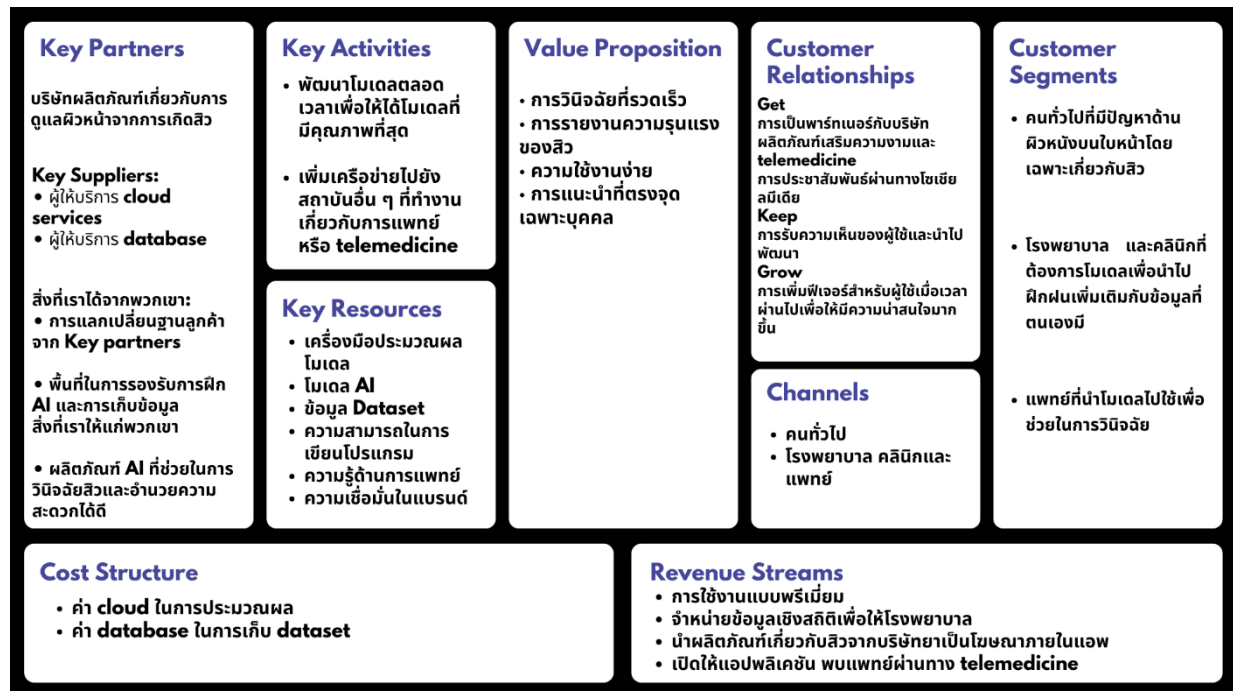 Key Partners
บริษัทผลิตภัณฑ์เกี่ยวกับการ
ดูแลผิวหน้าจากการเกิดสิว
Key Suppliers:
• ผู้ให้บริการ cloud
services
• ผู้ให้บริการ database
สิ่งที่เราได้จากพวกเขา:
• การแลกเปลี่ยนฐานลูกค้า
จาก Key partners
• พื้นที่ในการรองรับการฝึก
AI และการเก็บข้อมูล
สิ่งที่เราให้แก่พวกเขา
• ผลิตภัณฑ์ AI ที่ช่วยในการ
วินิจฉัยสิวและอำนวยความ
สะดวกได้ดี
Key Activities
• พัฒนาโมเดลตลอด
เวลาเพื่อให้ได้โมเดลที่
มีคุณภาพที่สุด
• เพิ่มเครือข่ายไปยัง
สถาบันอื่น ๆ ที่ทำงาน
เกี่ยวกับการแพทย์
หรือ telemedicine
Key Resources
• เครื่องมือประมวณผล
โมเดล
• โมเดล AI
• ข้อมูล Dataset
• ความสามารถในการ
เขียนโปรแกรม
• ความรู้ด้านการแพทย์
• ความเชื่อมั่นในแบรนด์
Value Proposition
• การวินิจฉัยที่รวดเร็ว
• การรายงานความรุนแรง
ของสิว
• ความใช้งานง่าย
• การแนะนำที่ตรงจุด
เฉพาะบุคคล
Customer
Relationships
Get
การเป็นพาร์ทเนอร์กับบริษัท
ผลิตภัณฑ์เสริมความงามและ
telemedicine
การประชาสัมพันธ์ผ่านทางโซเชีย
ลมีเดีย
Keep
การรับความเห็นของผู้ใช้และนำไป
พัฒนา
Grow
การเพิ่มฟีเจอร์สำหรับผู้ใช้เมื่อเวลา
ผ่านไปเพื่อให้มีความน่าสนใจมาก
ขึ้น
Channels
• คนทั่วไป
• โรงพยาบาล คลินิกและ
แพทย์
Customer
Segments
• คนทั่วไปที่มีปัญหาด้าน
ผิวหนังบนใบหน้าโดย
เฉพาะเกี่ยวกับสิว
• โรงพยาบาล และคลินิกที่
ต้องการโมเดลเพื่อนำไป
ฝึกฝนเพิ่มเติมกับข้อมูลที่
ตนเองมี
• แพทย์ที่นำโมเดลไปใช้เพื่อ
ช่วยในการวินิจฉัย
Cost Structure
• ค่า cloud ในการประมวณผล
• ค่า database ในการเก็บ dataset
Revenue Streams
• การใช้งานแบบพรีเมี่ยม
• จำหน่ายข้อมูลเชิงสถิติเพื่อให้โรงพยาบาล
• นำผลิตภัณฑ์เกี่ยวกับสิวจากบริษัทยาเป็นโฆษณาภายในแอพ
• เปิดให้แอปพลิเคชัน พบแพทย์ผ่านทาง telemedicine